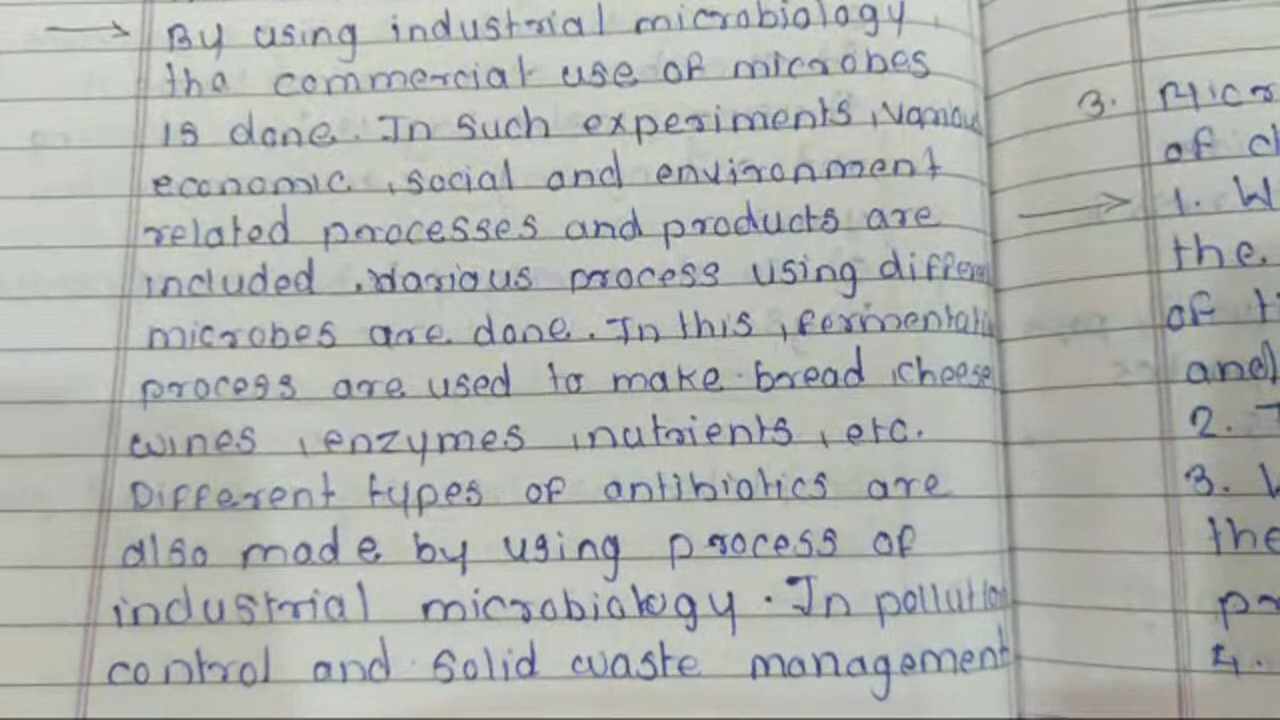 → By using industrial microbiology,
the commercial use of microbes
is done. In such experiments, various
economic, social and environment
related processes and products are
included. various process using
microbes are done. In this,
process are used to make bread, cheese
wines, enzymes, nutrients, etc.
Different types of antibiotics are
also made by using process of
industrial microbiology. In pollution
control and solid waste management
3.
of
1.
the
of
and
2.
3.
the
4.